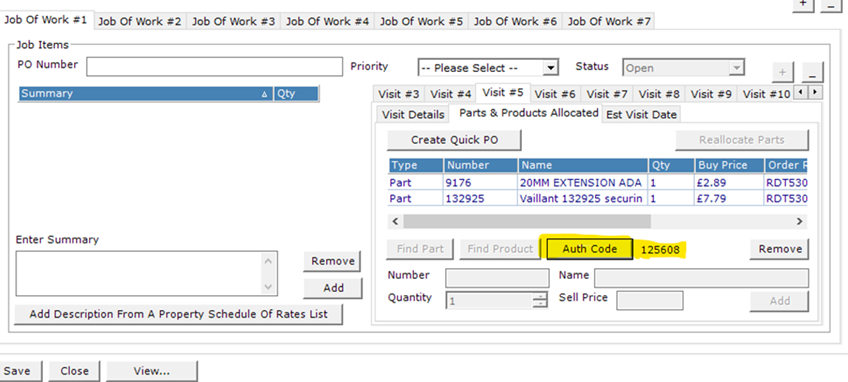 + _
Job Of Work #1 Job Of Work #2 Job Of Work #3 Job Of Work #4 Job Of Work #5 Job Of Work #6 Job Of Work #7
Job Items
PO Number Priority -- Please Select -- Status Open + _
Summary Qty
Visit #3 Visit #4 Visit #5 Visit #6 Visit #7 Visit #8 Visit #9 Visit #10
Visit Details Parts & Products Allocated Est Visit Date
Create Quick PO Reallocate Parts
Type Number Name Qty Buy Price Order R
Part 9176 20MM EXTENSION ADA 1 £2.89 RDT530
Part 132925 Vaillant 132925 securin 1 £7.79 RDT530
Enter Summary
Find Part Find Product Auth Code 125608 Remove
Remove
Add
Number Name
Quantity 1 Sell Price Add
Add Description From A Property Schedule Of Rates List
Save Close View...